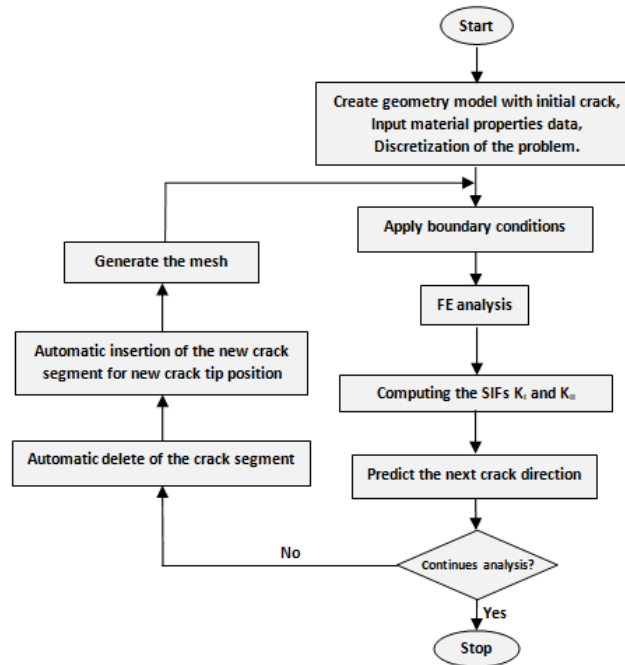 Start
Create geometry model with initial crack,
Input material properties data,
Discretization of the problem.
Apply boundary conditions
Generate the mesh
FE analysis
Automatic insertion of the new crack
segment for new crack tip position
Computing the SIFs K_I and K_II
Automatic delete of the crack segment
Predict the next crack direction
No
Continues analysis?
Yes
Stop